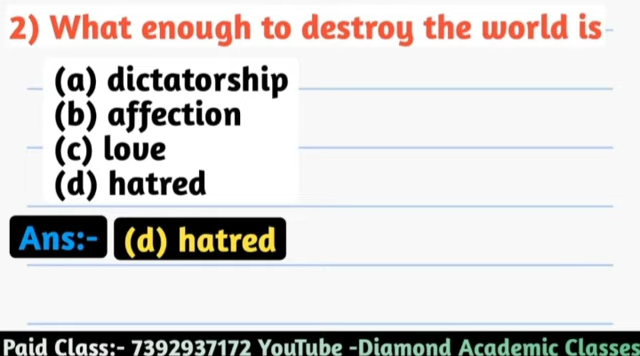 2) What enough to destroy the world is-
(a) dictatorship
(b) affection
(c) love
(d) hatred
Ans:- (d) hatred
Paid Class:- 7392937172 YouTube -Diamond Academic Classes